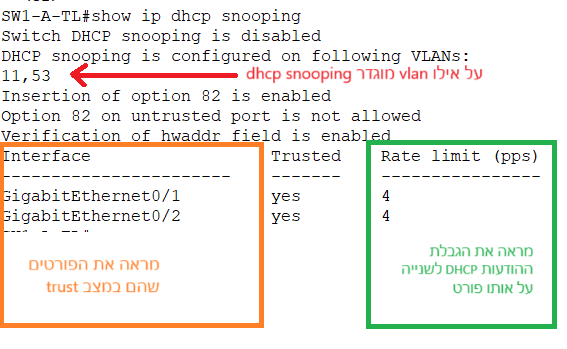 SW1-A-TL#show ip dhcp snooping
Switch DHCP snooping is disabled
DHCP snooping is configured on following VLANs:
11,53
על אילו vlan מוגדר dhcp snooping
Insertion of option 82 is enabled
Option 82 on untrusted port is not allowed
Verification of hwaddr field is enabled
Interface Trusted Rate limit (pps)
----------------------- ------- ----------------
GigabitEthernet0/1 yes 4
GigabitEthernet0/2 yes 4
מראה את הפורטים
שהם במצב trust
מראה את הגבלת
ההודעות DHCP לשנייה
על אותו פורט